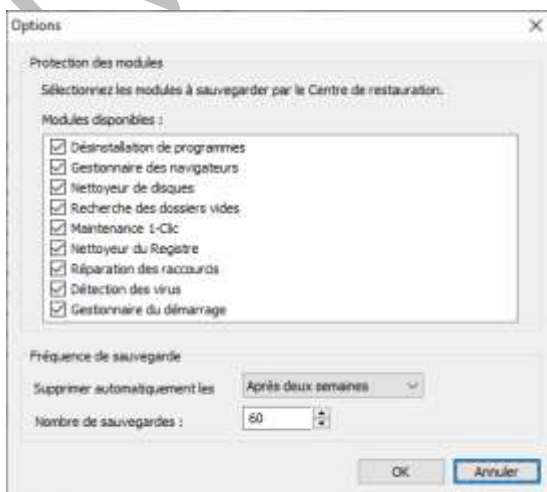 Options
Protection des modules
Sélectionnez les modules à sauvegarder par le Centre de restauration.
Modules disponibles :
Désinstallation de programmes
Gestionnaire des navigateurs
Nettoyeur de disques
Recherche des dossiers vides
Maintenance 1-Clic
Nettoyeur du Registre
Réparation des raccourcis
Détection des virus
Gestionnaire du démarrage
Fréquence de sauvegarde
Supprimer automatiquement les Après deux semaines
Nombre de sauvegardes : 60
OK Annuler